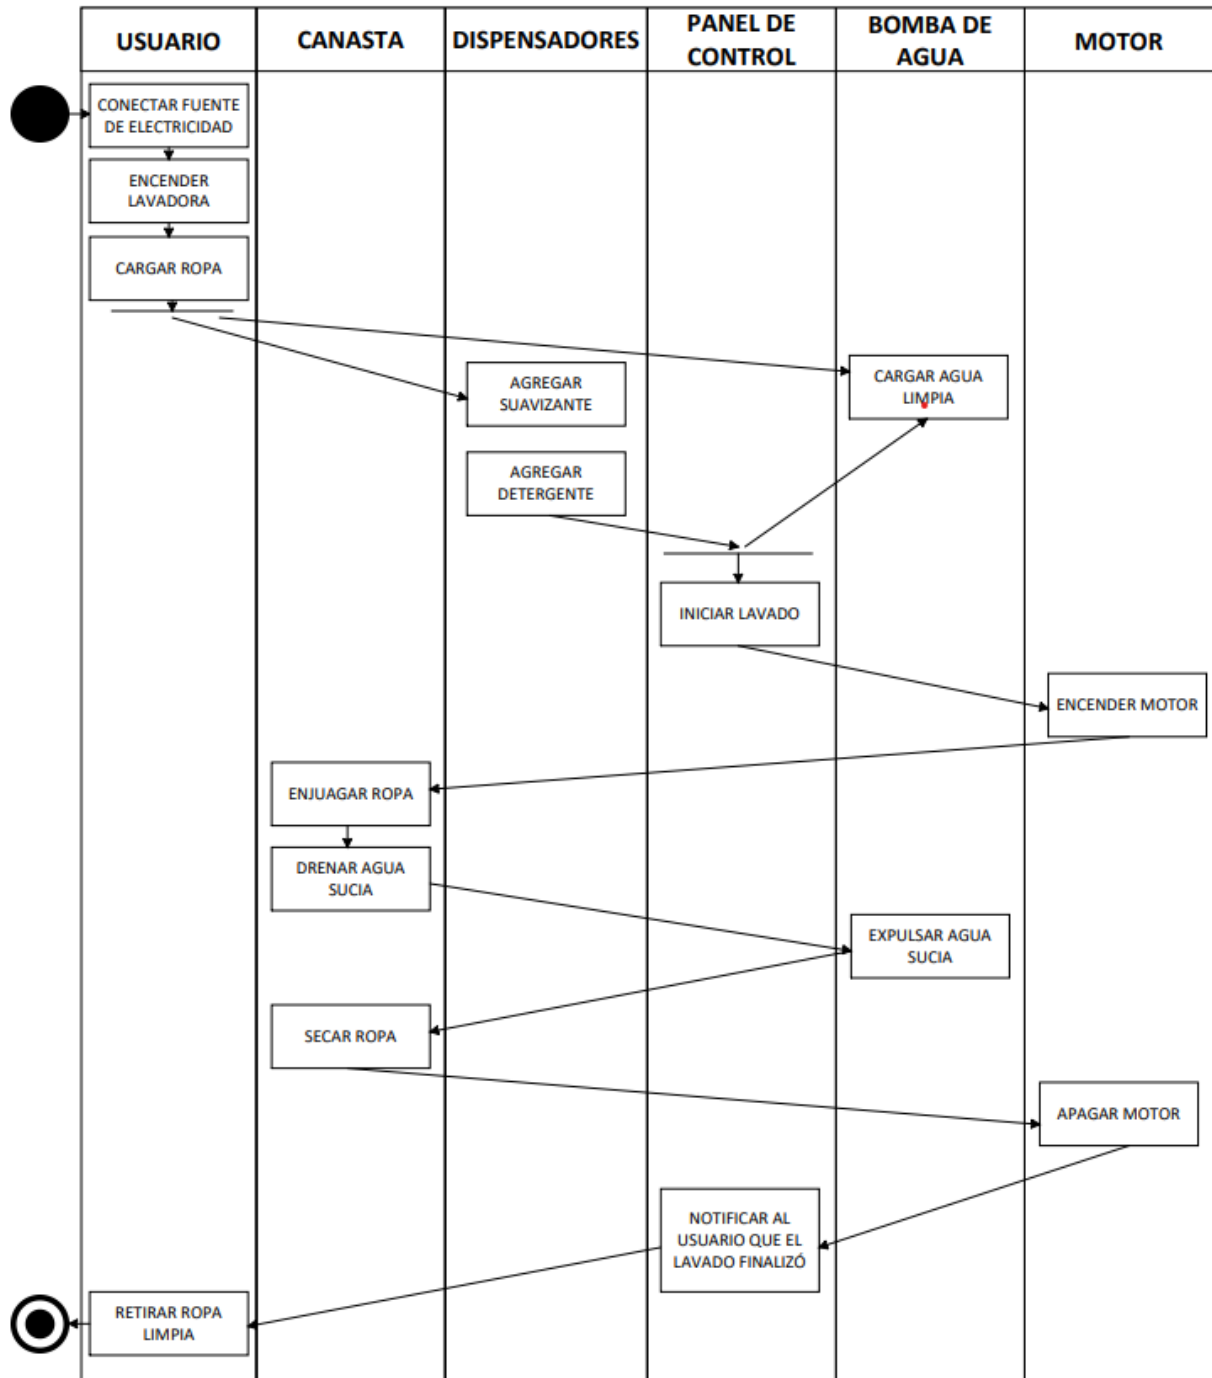 USUARIO
CANASTA
DISPENSADORES
PANEL DE
CONTROL
BOMBA DE
AGUA
MOTOR
CONECTAR FUENTE
DE ELECTRICIDAD
ENCENDER
LAVADORA
CARGAR ROPA
AGREGAR
SUAVIZANTE
CARGAR AGUA
LIMPIA
AGREGAR
DETERGENTE
INICIAR LAVADO
ENCENDER MOTOR
ENJUAGAR ROPA
DRENAR AGUA
SUCIA
EXPULSAR AGUA
SUCIA
SECAR ROPA
APAGAR MOTOR
NOTIFICAR AL
USUARIO QUE EL
LAVADO FINALIZÓ
RETIRAR ROPA
LIMPIA